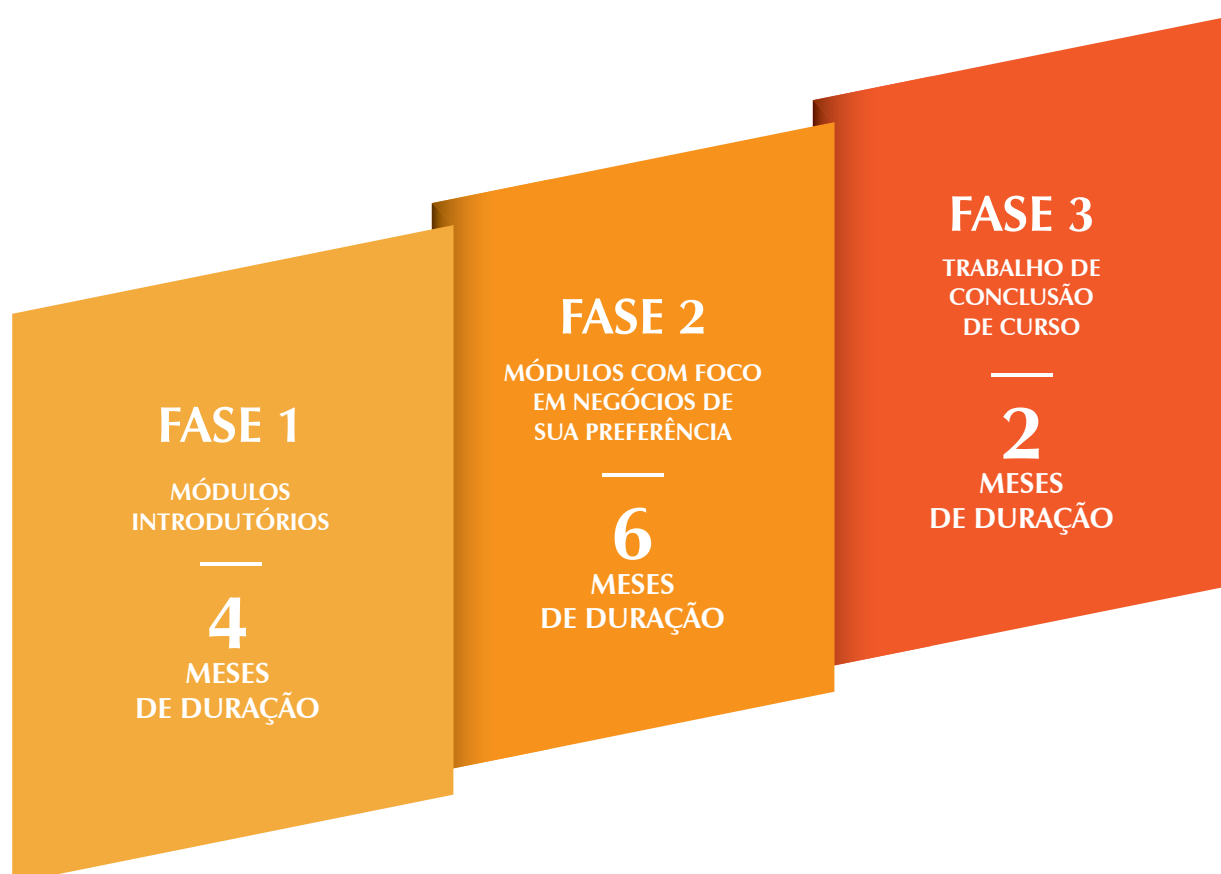 FASE 1
MÓDULOS
INTRODUTÓRIOS
4
MESES
DE DURAÇÃO
FASE 2
MÓDULOS COM FOCO
EM NEGÓCIOS DE
SUA PREFERÊNCIA
6
MESES
DE DURAÇÃO
FASE 3
TRABALHO DE
CONCLUSÃO
DE CURSO
2
MESES
DE DURAÇÃO